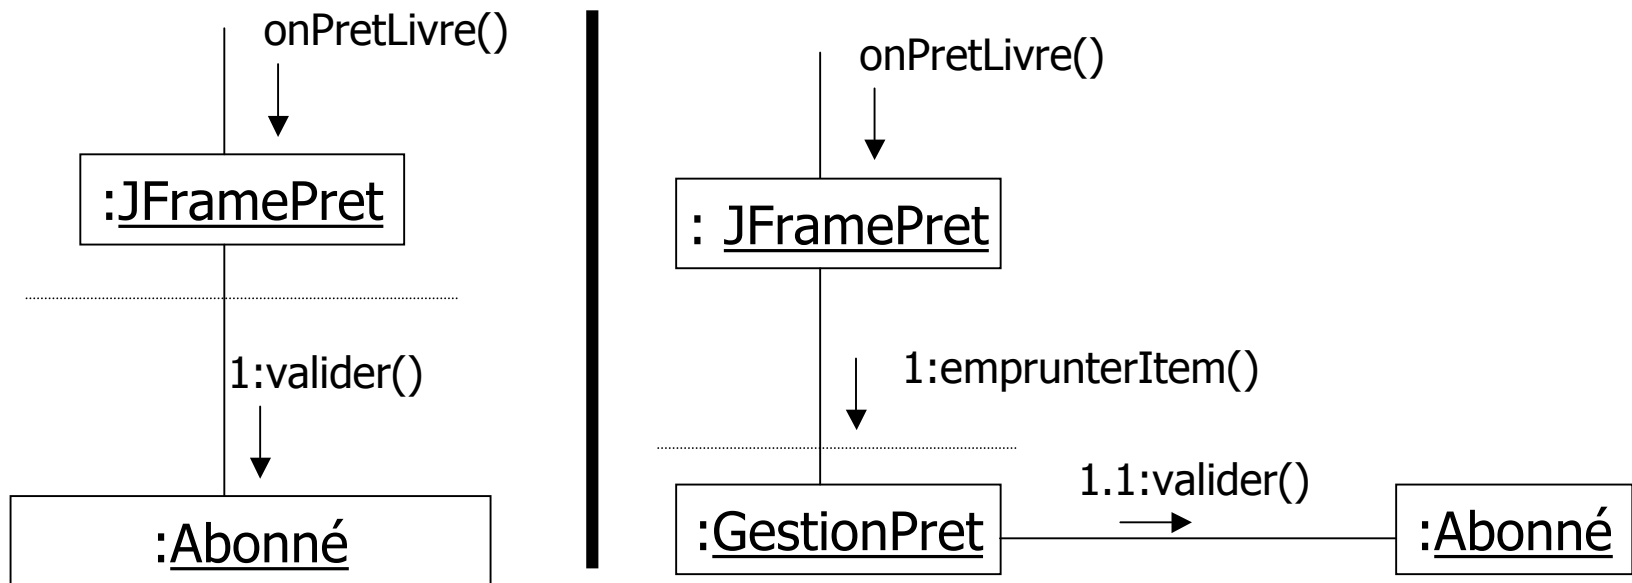 onPretLivre()
:JFramePret
1:valider()
:Abonné
onPretLivre()
: JFramePret
1:emprunterItem()
1.1:valider()
:GestionPret
:Abonné